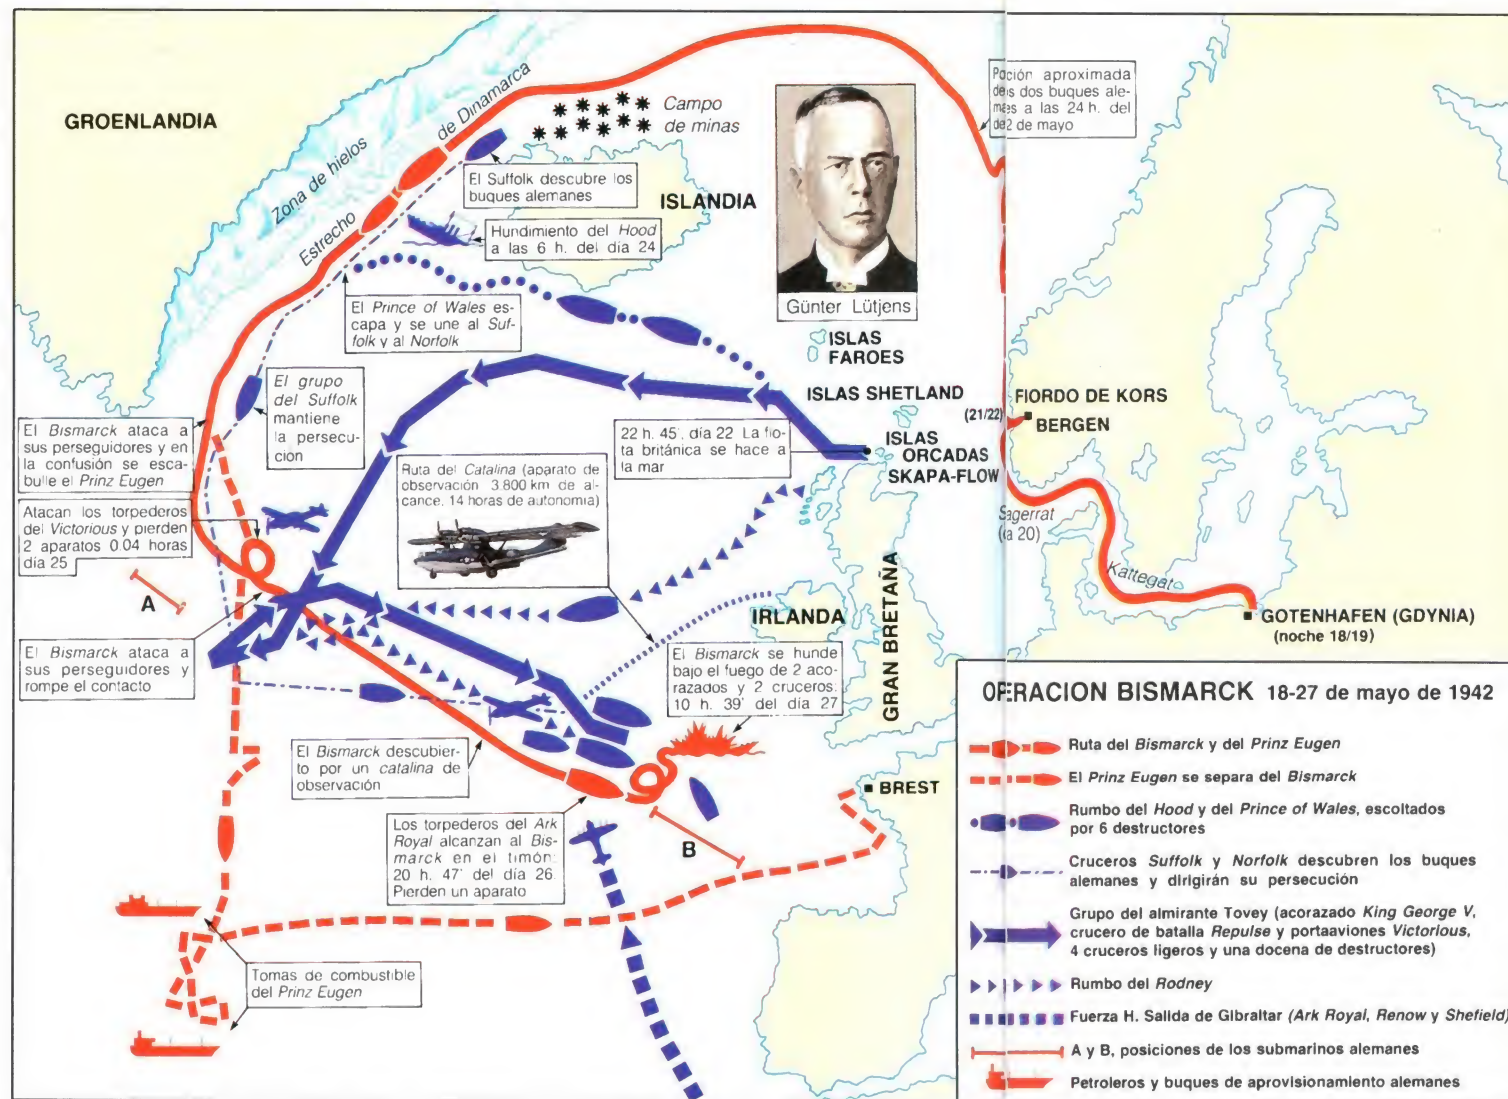 GROENLANDIA
Zona de hielos
Estrecho de Dinamarca
Campo
de minas
El Suffolk descubre los
buques alemanes
ISLANDIA
Hundimiento del Hood
a las 6 h. del día 24
El Prince of Wales es-
capa y se une al Suf-
folk y al Norfolk
Günter Lütjens
Poción aproximada
des dos buques ale-
manes a las 24 h. del
de 2 de mayo
ISLAS
FAROES
ISLAS SHETLAND
(21/22)
FIORDO DE KORS
BERGEN
ISLAS
ORCADAS
SKAPA-FLOW
22 h. 45', día 22. La flo-
ta británica se hace a
la mar
El grupo
del Suffolk
mantiene
la persecu-
ción
El Bismarck ataca a
sus perseguidores y en
la confusión se esca-
bulle el Prinz Eugen
Atacan los torpederos
del Victorious y pierden
2 aparatos 0.04 horas
día 25
A
El Bismarck ataca a
sus perseguidores y
rompe el contacto
Ruta del Catalina (aparato de
observación 3.800 km de al-
cance, 14 horas de autonomía)
Sagerrat
(a 20)
Kattegat
GOTENHAFEN (GDYNIA)
(noche 18/19)
IRLANDA
GRAN BRETAÑA
El Bismarck se hunde
bajo el fuego de 2 aco-
razados y 2 cruceros:
10 h. 39' del día 27
El Bismarck descubier-
to por un catalina de
observación
Los torpederos del Ark
Royal alcanzan al Bis-
marck en el timón:
20 h. 47' del día 26.
Pierden un aparato
B
BREST
Tomas de combustible
del Prinz Eugen
OPERACION BISMARCK 18-27 de mayo de 1942
Ruta del Bismarck y del Prinz Eugen
El Prinz Eugen se separa del Bismarck
Rumbo del Hood y del Prince of Wales, escoltados
por 6 destructores
Cruceros Suffolk y Norfolk descubren los buques
alemanes y dirigirán su persecución
Grupo del almirante Tovey (acorazado King George V,
crucero de batalla Repulse y portaaviones Victorious,
4 cruceros ligeros y una docena de destructores)
Rumbo del Rodney
Fuerza H. Salida de Gibraltar (Ark Royal, Renow y Shefield)
A y B, posiciones de los submarinos alemanes
Petroleros y buques de aprovisionamiento alemanes